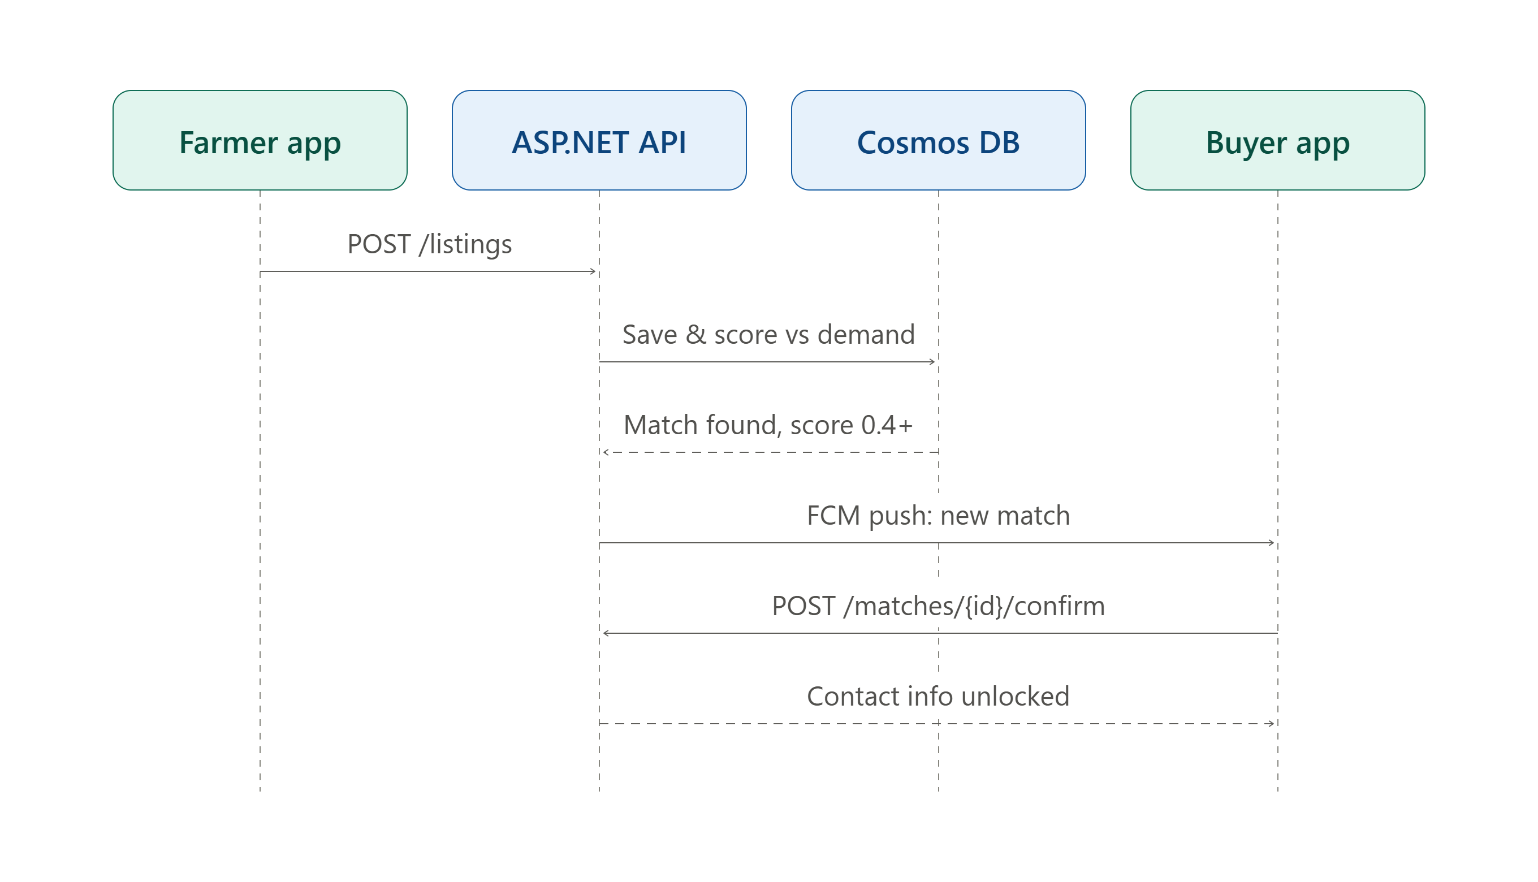 Farmer app
ASP.NET API
Cosmos DB
Buyer app
POST /listings
Save & score vs demand
Match found, score 0.4+
FCM push: new match
POST /matches/{id}/confirm
Contact info unlocked